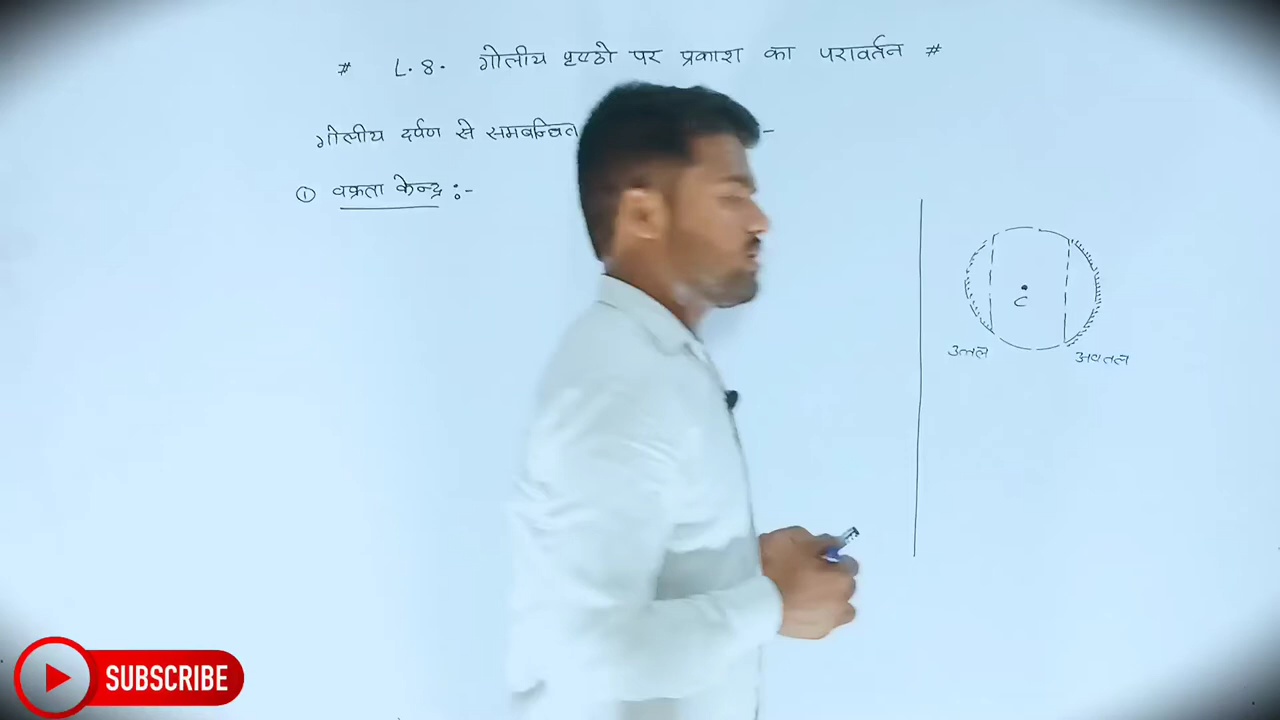 # L.8. गोलीय पृष्ठो पर प्रकाश का परावर्तन #
गोलीय दर्पण से समबन्धित -
① वक्रता केन्द्र :-
C
उत्तल
अवतल
SUBSCRIBE